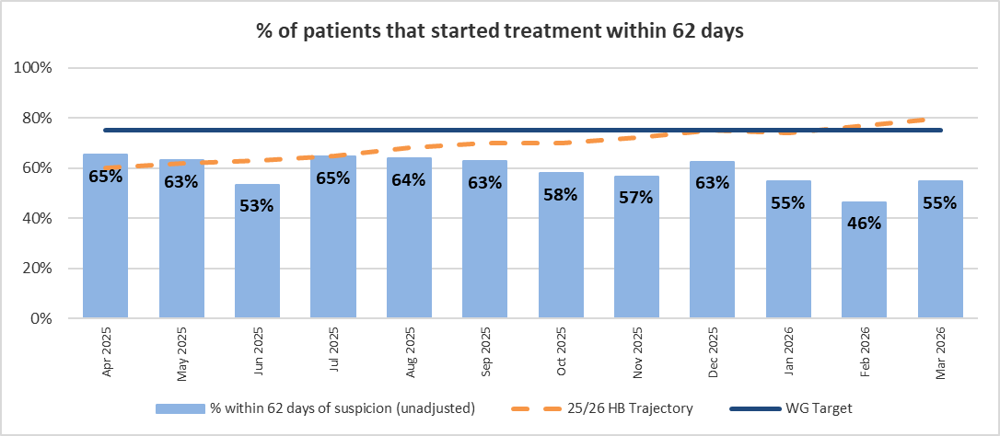 % of patients that started treatment within 62 days
100%
80%
60%
40%
20%
0%
65%
63%
53%
65%
64%
63%
58%
57%
63%
55%
46%
55%
Apr 2025
May 2025
Jun 2025
Jul 2025
Aug 2025
Sep 2025
Oct 2025
Nov 2025
Dec 2025
Jan 2026
Feb 2026
Mar 2026
% within 62 days of suspicion (unadjusted)
25/26 HB Trajectory
WG Target